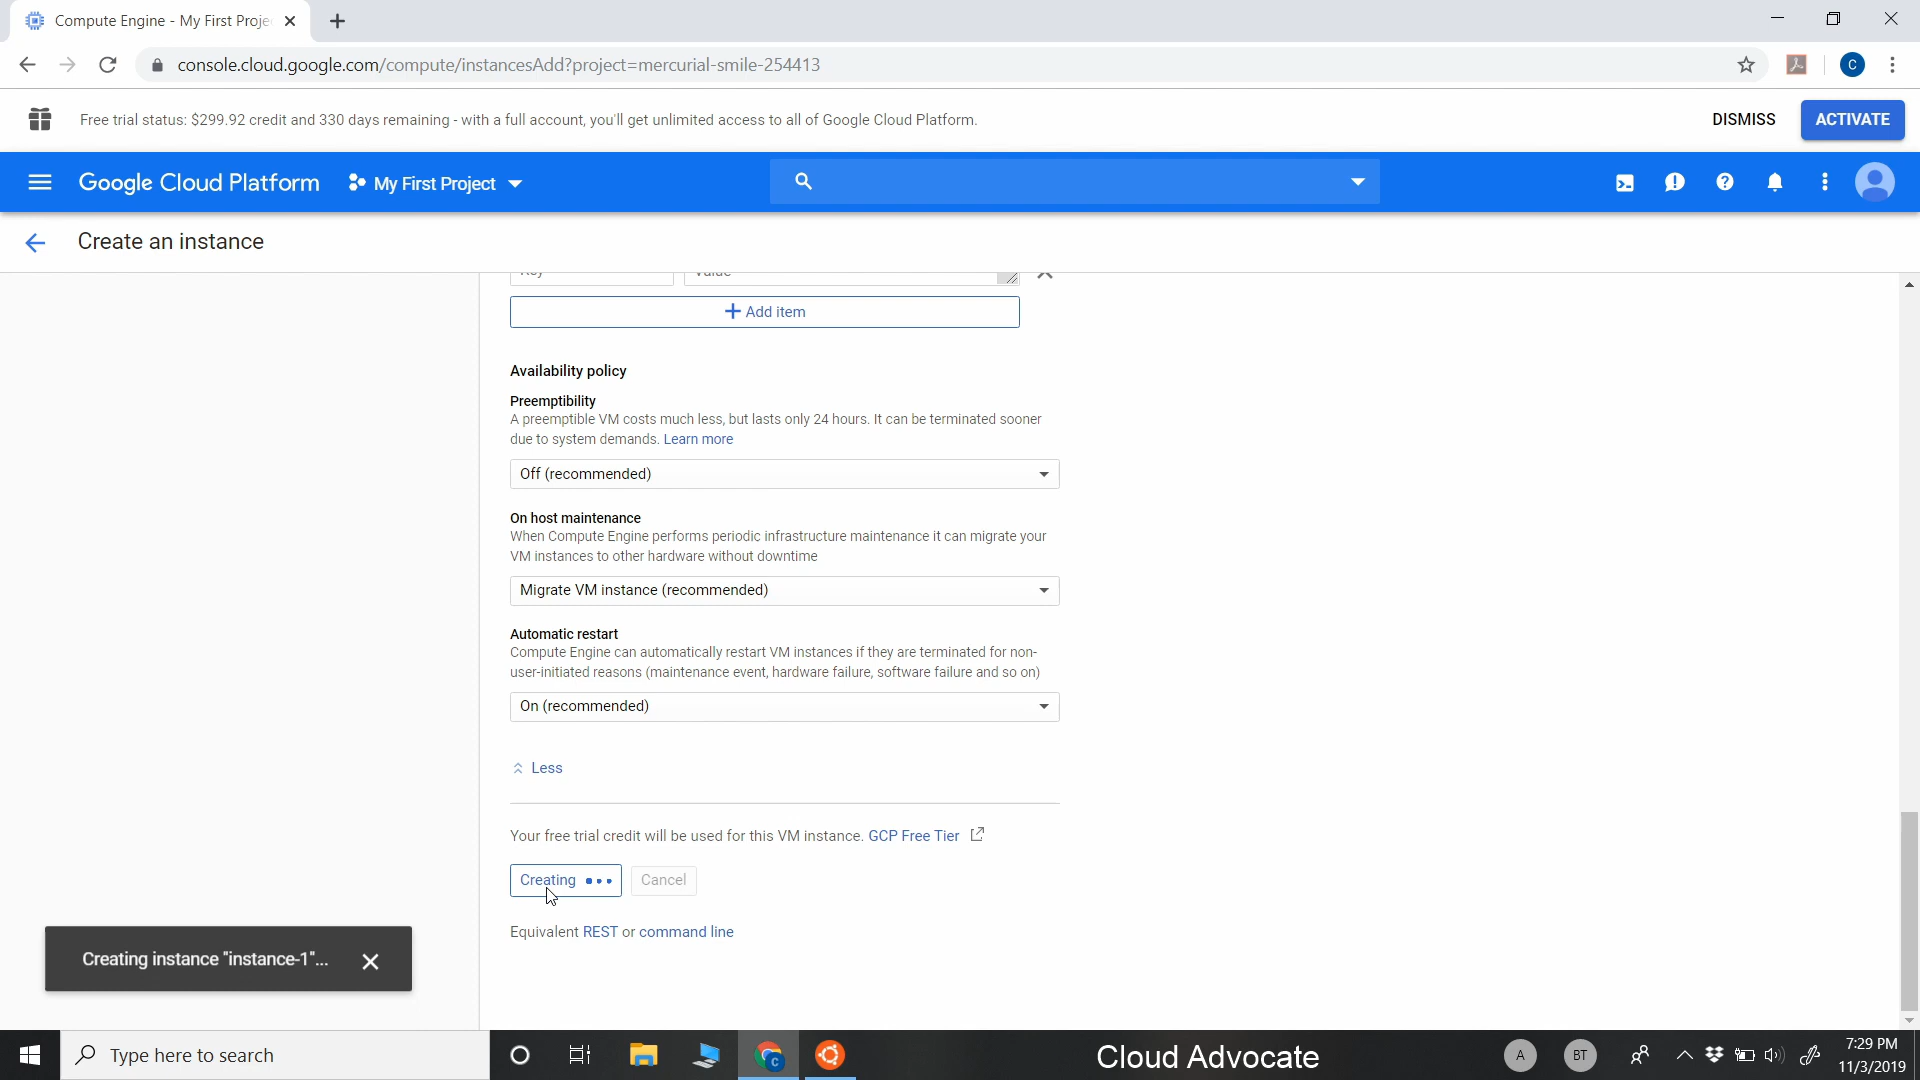 Compute Engine - My First Proje
console.cloud.google.com/compute/instancesAdd?project=mercurial-smile-254413
C
Free trial status: $299.92 credit and 330 days remaining - with a full account, you'll get unlimited access to all of Google Cloud Platform.
DISMISS
ACTIVATE
Google Cloud Platform
My First Project
Create an instance
Key
Value
Add item
Availability policy
Preemptibility
A preemptible VM costs much less, but lasts only 24 hours. It can be terminated sooner
due to system demands. Learn more
Off (recommended)
On host maintenance
When Compute Engine performs periodic infrastructure maintenance it can migrate your
VM instances to other hardware without downtime
Migrate VM instance (recommended)
Automatic restart
Compute Engine can automatically restart VM instances if they are terminated for non-
user-initiated reasons (maintenance event, hardware failure, software failure and so on)
On (recommended)
Less
Your free trial credit will be used for this VM instance. GCP Free Tier
Creating
Cancel
Equivalent REST or command line
Creating instance "instance-1"...
Type here to search
C
Cloud Advocate
A
BT
7:29 PM
11/3/2019